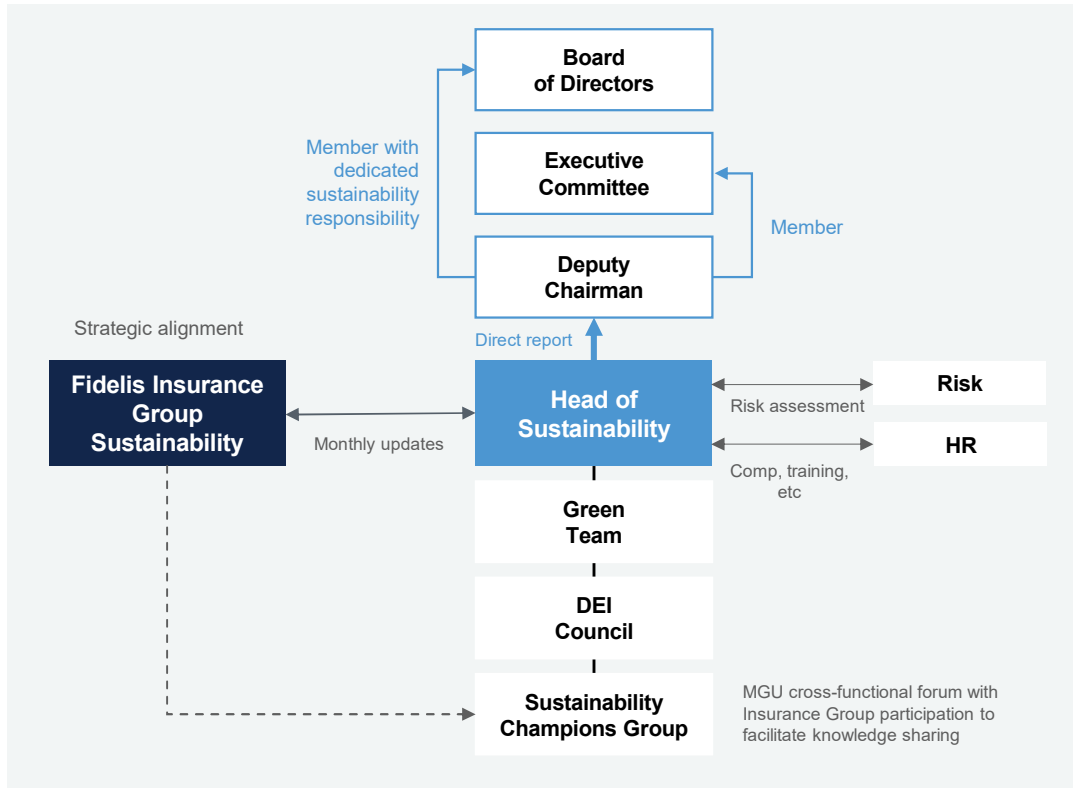 Board
of Directors
Member with
dedicated
sustainability
responsibility
Executive
Committee
Member
Deputy
Chairman
Strategic alignment
Direct report
Fidelis Insurance
Group
Sustainability
Monthly updates
Head of
Sustainability
Risk
Risk assessment
HR
Comp, training,
etc
Green
Team
DEI
Council
Sustainability
Champions Group
MGU cross-functional forum with
Insurance Group participation to
facilitate knowledge sharing